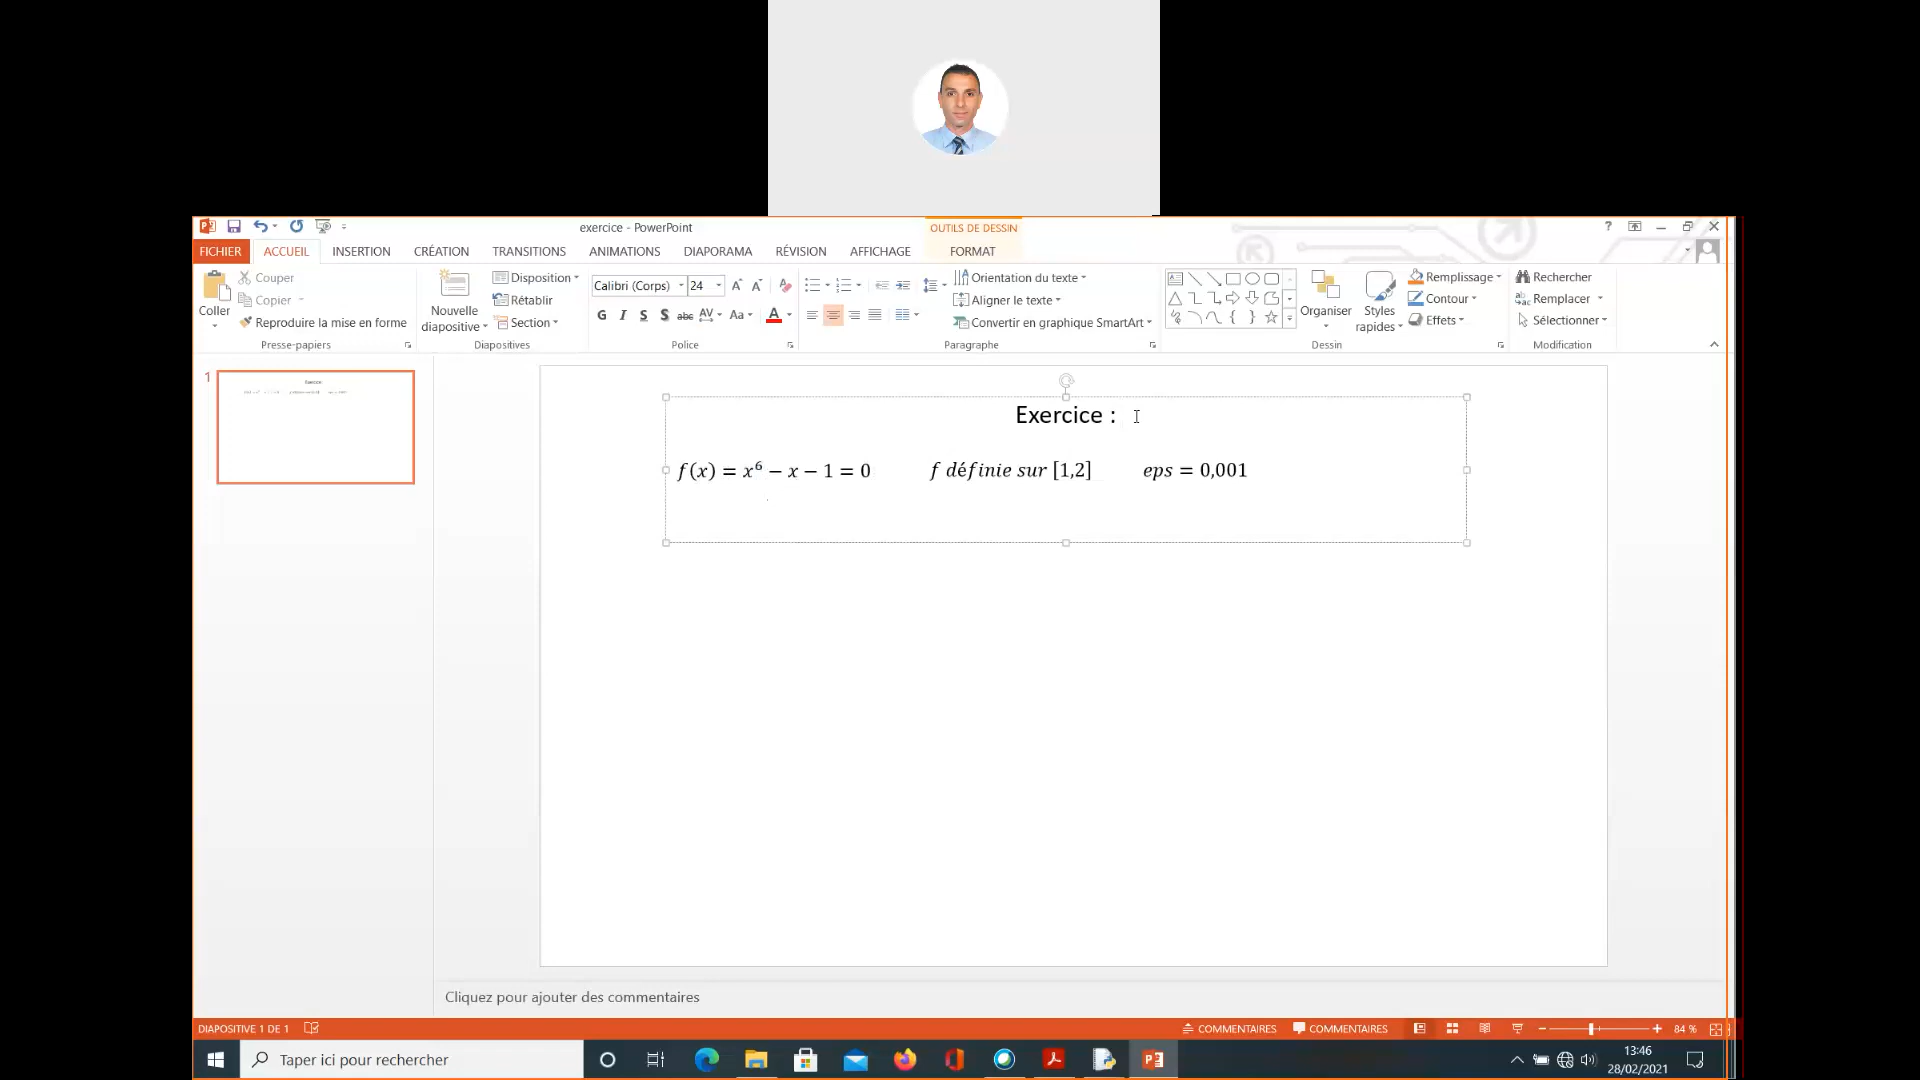 exercice - PowerPoint
OUTILS DE DESSIN
?
FICHIER ACCUEIL INSERTION CRÉATION TRANSITIONS ANIMATIONS DIAPORAMA RÉVISION AFFICHAGE FORMAT
Coller
Couper
Copier
Reproduire la mise en forme
Presse-papiers
Nouvelle
diapositive
Disposition
Rétablir
Section
Diapositives
Calibri (Corps) 24
G I S S abc AV Aa A
Police
Orientation du texte
Aligner le texte
Convertir en graphique SmartArt
Paragraphe
Organiser
Styles
rapides
Remplissage
Contour
Effets
Dessin
Rechercher
Remplacer
Sélectionner
Modification
1
Exercice :
f(x) = x⁶ − x − 1 = 0 f définie sur [1,2] eps = 0,001
Cliquez pour ajouter des commentaires
DIAPOSITIVE 1 DE 1 COMMENTAIRES COMMENTAIRES 84 %
Taper ici pour rechercher
13:46
28/02/2021